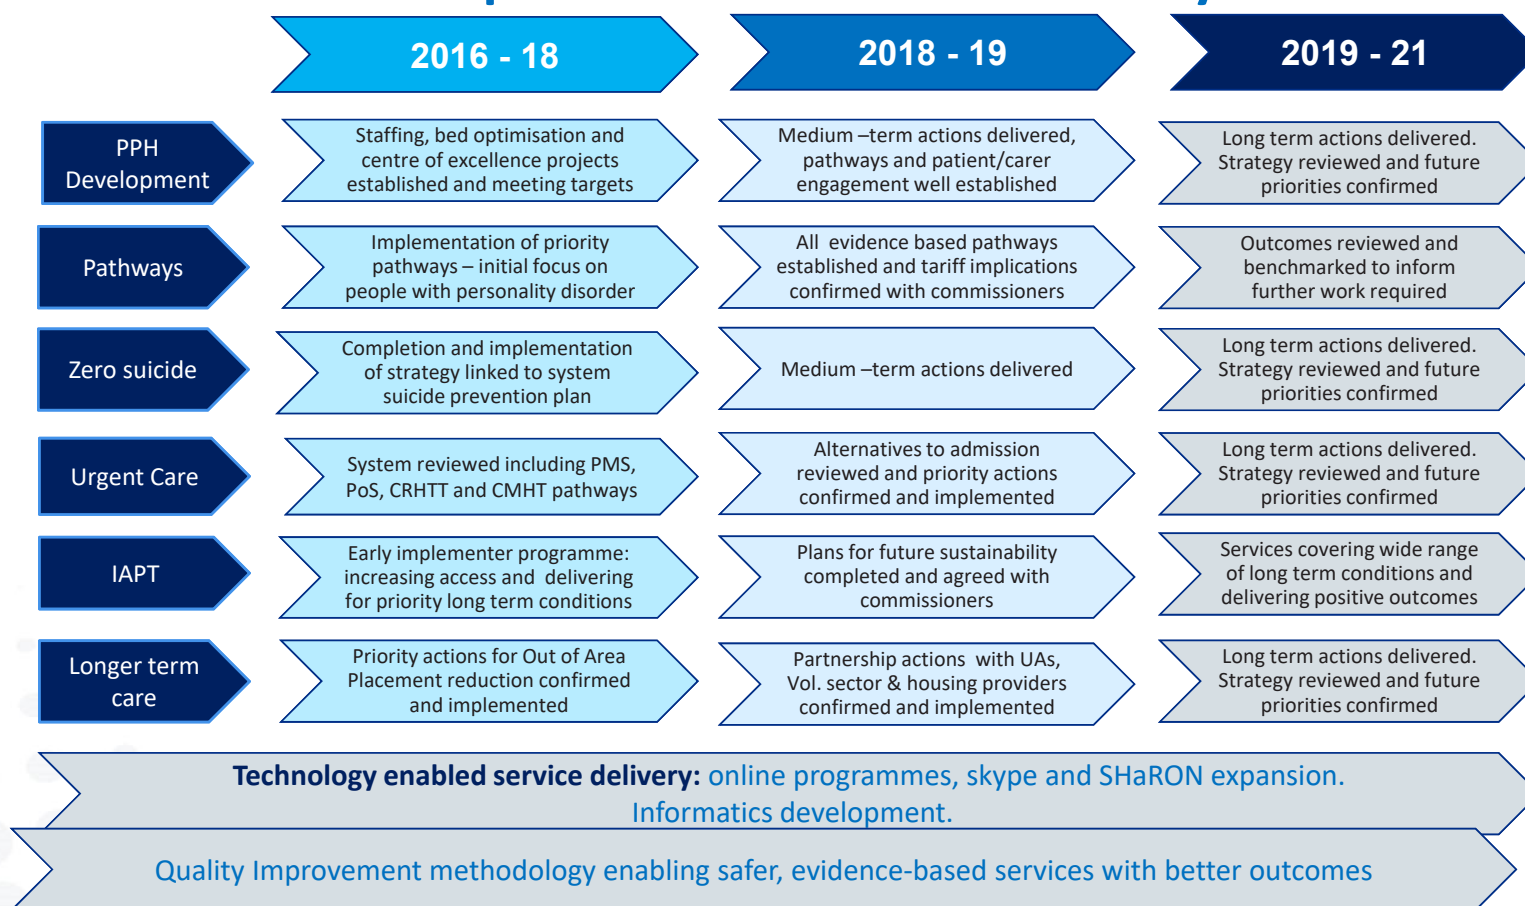 2016 - 18
2018 - 19
2019 - 21
PPH
Development
Staffing, bed optimisation and
centre of excellence projects
established and meeting targets
Medium –term actions delivered,
pathways and patient/carer
engagement well established
Long term actions delivered.
Strategy reviewed and future
priorities confirmed
Pathways
Implementation of priority
pathways – initial focus on
people with personality disorder
All  evidence based pathways
established and tariff implications
confirmed with commissioners
Outcomes reviewed and
benchmarked to inform
further work required
Zero suicide
Completion and implementation
of strategy linked to system
suicide prevention plan
Medium –term actions delivered
Long term actions delivered.
Strategy reviewed and future
priorities confirmed
Urgent Care
System reviewed including PMS,
PoS, CRHTT and CMHT pathways
Alternatives to admission
reviewed and priority actions
confirmed and implemented
Long term actions delivered.
Strategy reviewed and future
priorities confirmed
IAPT
Early implementer programme:
increasing access and  delivering
for priority long term conditions
Plans for future sustainability
completed and agreed with
commissioners
Services covering wide range
of long term conditions and
delivering positive outcomes
Longer term
care
Priority actions for Out of Area
Placement reduction confirmed
and implemented
Partnership actions  with UAs,
Vol. sector & housing providers
confirmed and implemented
Long term actions delivered.
Strategy reviewed and future
priorities confirmed
Technology enabled service delivery: online programmes, skype and SHaRON expansion.
Informatics development.
Quality Improvement methodology enabling safer, evidence-based services with better outcomes